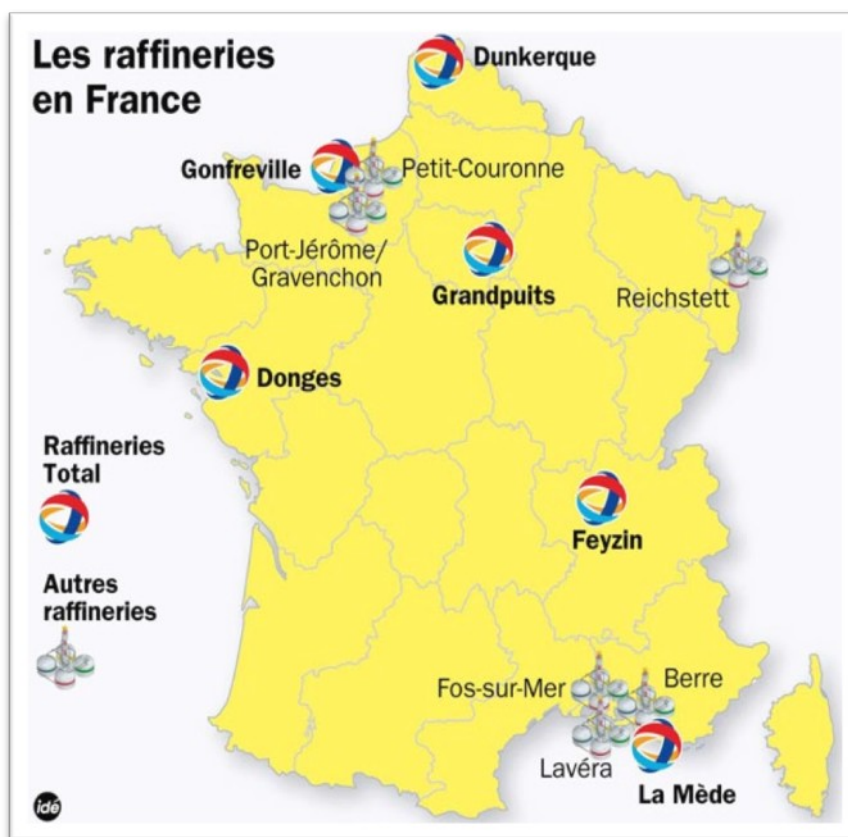 Les raffineries
en France
Dunkerque
Gonfreville
Petit-Couronne
Port-Jérôme/
Gravenchon
Grandpuits
Reichstett
Donges
Raffineries
Total
Feyzin
Autres
raffineries
Fos-sur-Mer
Berre
Lavéra
La Mède
idé